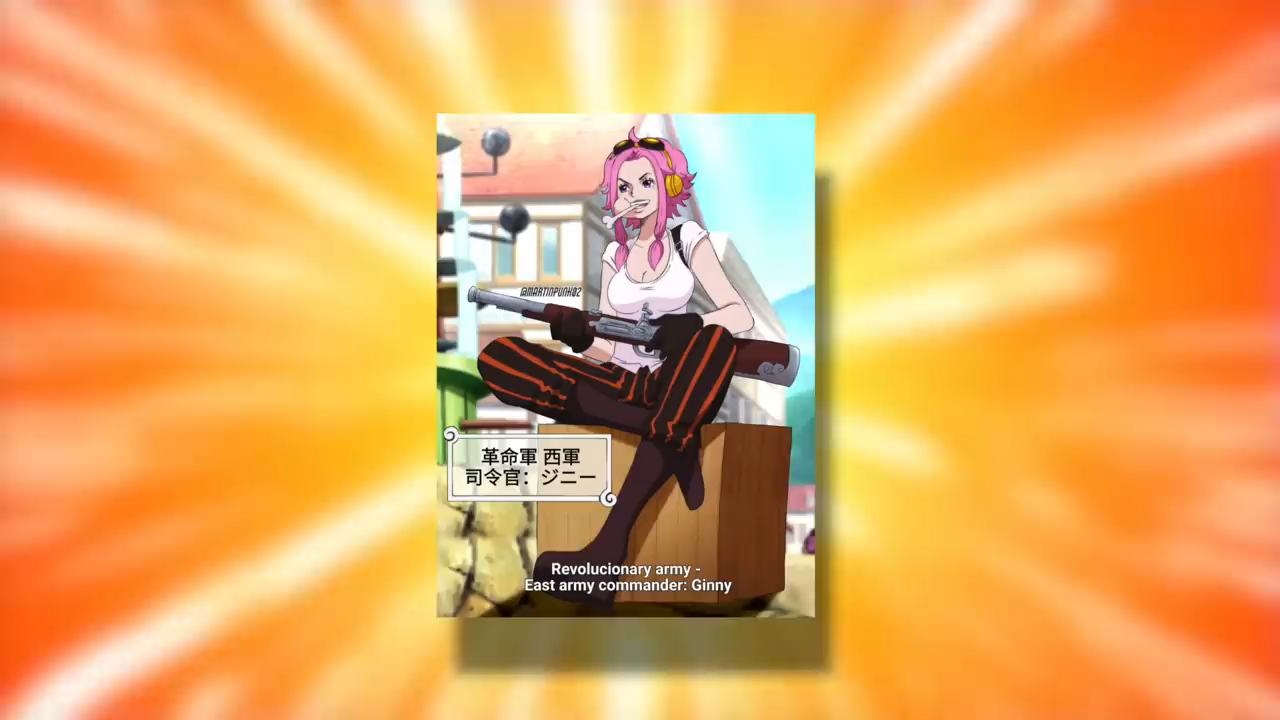 @MARTINPUNK02
革命軍 西軍
司令官：ジニー
Revolucionary army -
East army commander: Ginny